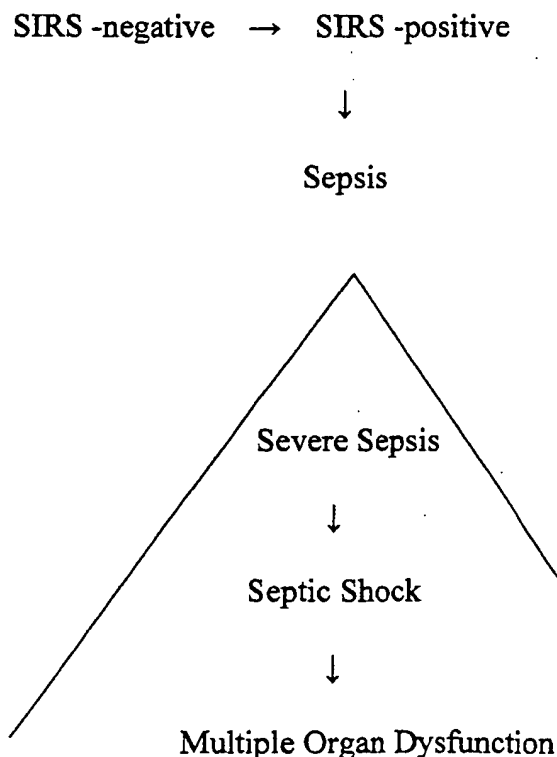 SIRS -negative → SIRS -positive
↓
Sepsis
Severe Sepsis
↓
Septic Shock
↓
Multiple Organ Dysfunction